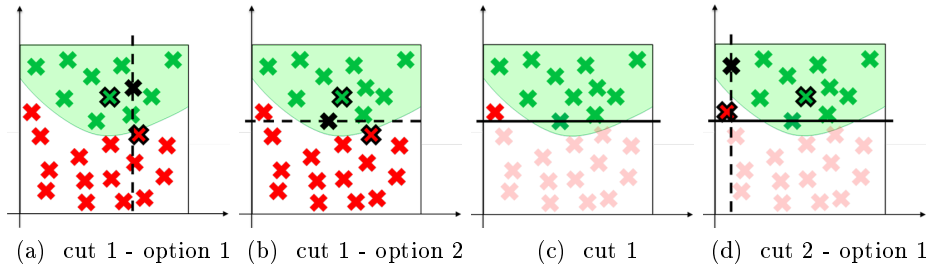 (a) cut 1 - option 1
(b) cut 1 - option 2
(c) cut 1
(d) cut 2 - option 1